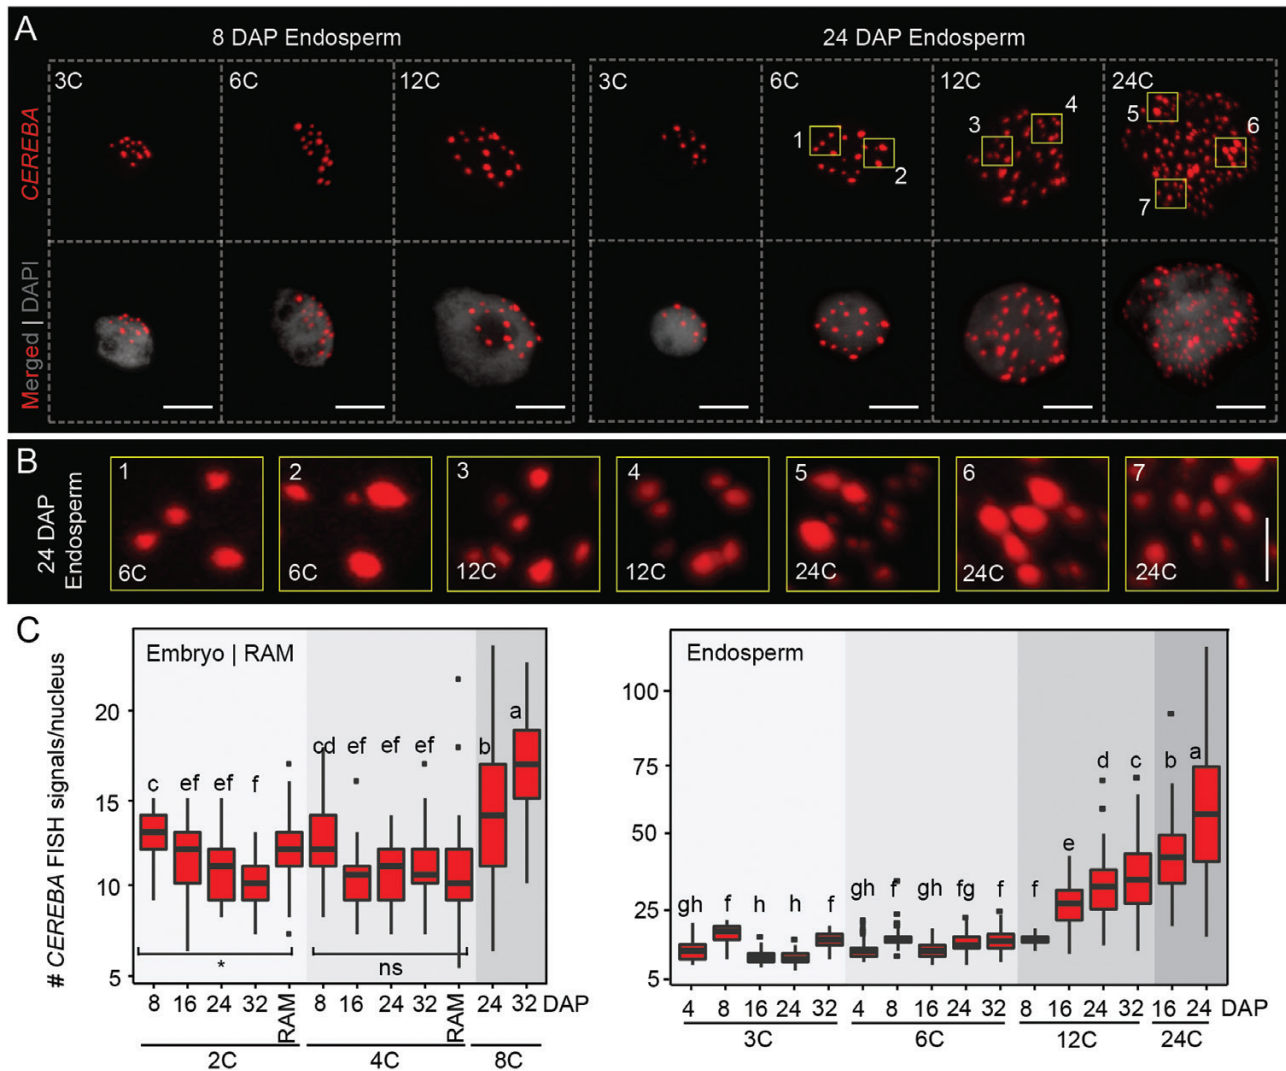 A
8 DAP Endosperm
24 DAP Endosperm
3C
6C
12C
3C
6C
12C
24C
CEREBA
1
2
3
4
5
6
7
Merged | DAPI
B
24 DAP
Endosperm
1
6C
2
6C
3
12C
4
12C
5
24C
6
24C
7
24C
C
# CEREBA FISH signals/nucleus
Embryo | RAM
20
15
10
5
c ef ef f cd ef ef ef b a
* ns
8 16 24 32 RAM 8 16 24 32 RAM 24 32 DAP
2C 4C 8C
Endosperm
100
75
50
25
5
gh f h h f gh f gh fg f f e d c b a
4 8 16 24 32 4 8 16 24 32 8 16 24 32 16 24 DAP
3C 6C 12C 24C